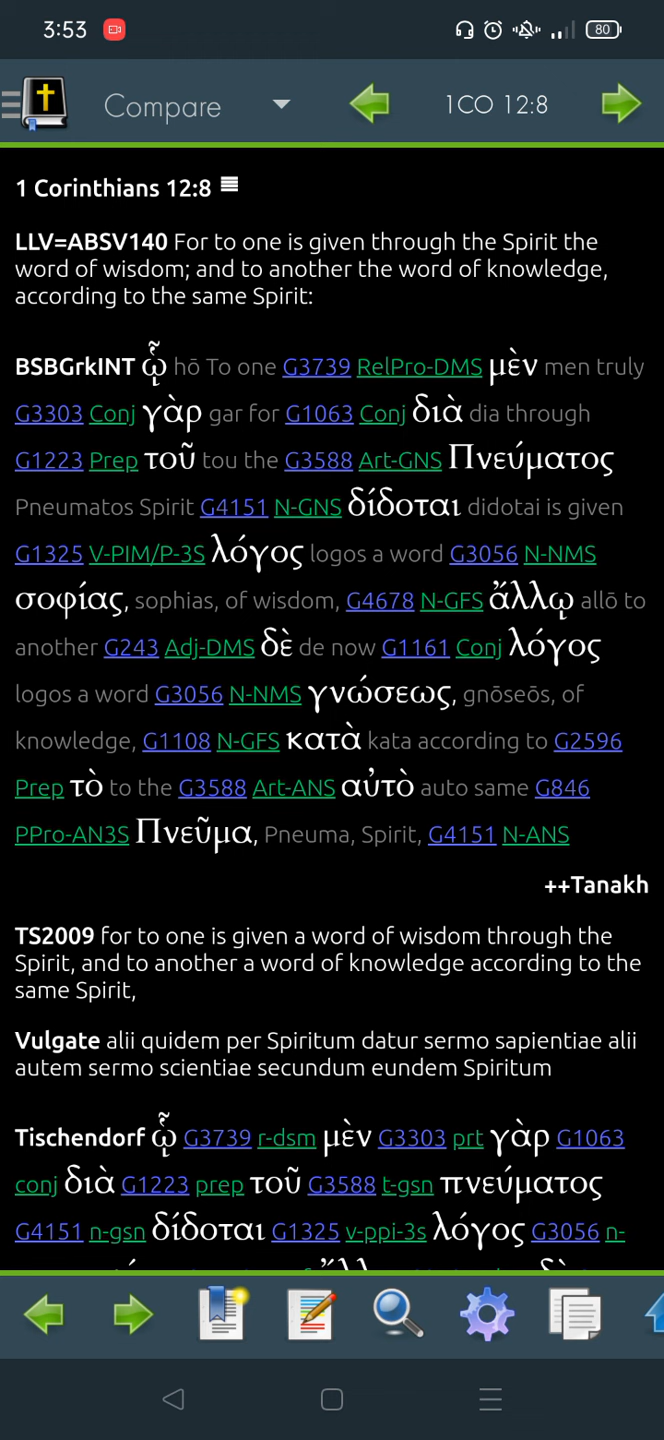 3:53 80
Compare 1CO 12:8
1 Corinthians 12:8
LLV=ABSV140 For to one is given through the Spirit the
word of wisdom; and to another the word of knowledge,
according to the same Spirit:
BSBGrkINT ᾧ hō To one G3739 RelPro-DMS μὲν men truly
G3303 Conj γὰρ gar for G1063 Conj διὰ dia through
G1223 Prep τοῦ tou the G3588 Art-GNS Πνεύματος
Pneumatos Spirit G4151 N-GNS δίδοται didotai is given
G1325 V-PIM/P-3S λόγος logos a word G3056 N-NMS
σοφίας, sophias, of wisdom, G4678 N-GFS ἄλλῳ allō to
another G243 Adj-DMS δὲ de now G1161 Conj λόγος
logos a word G3056 N-NMS γνώσεως, gnōseōs, of
knowledge, G1108 N-GFS κατὰ kata according to G2596
Prep τὸ to the G3588 Art-ANS αὐτὸ auto same G846
PPro-AN3S Πνεῦμα, Pneuma, Spirit, G4151 N-ANS
++Tanakh
TS2009 for to one is given a word of wisdom through the
Spirit, and to another a word of knowledge according to the
same Spirit,
Vulgate alii quidem per Spiritum datur sermo sapientiae alii
autem sermo scientiae secundum eundem Spiritum
Tischendorf ᾧ G3739 r-dsm μὲν G3303 prt γὰρ G1063
conj διὰ G1223 prep τοῦ G3588 t-gsn πνεύματος
G4151 n-gsn δίδοται G1325 v-ppi-3s λόγος G3056 n-